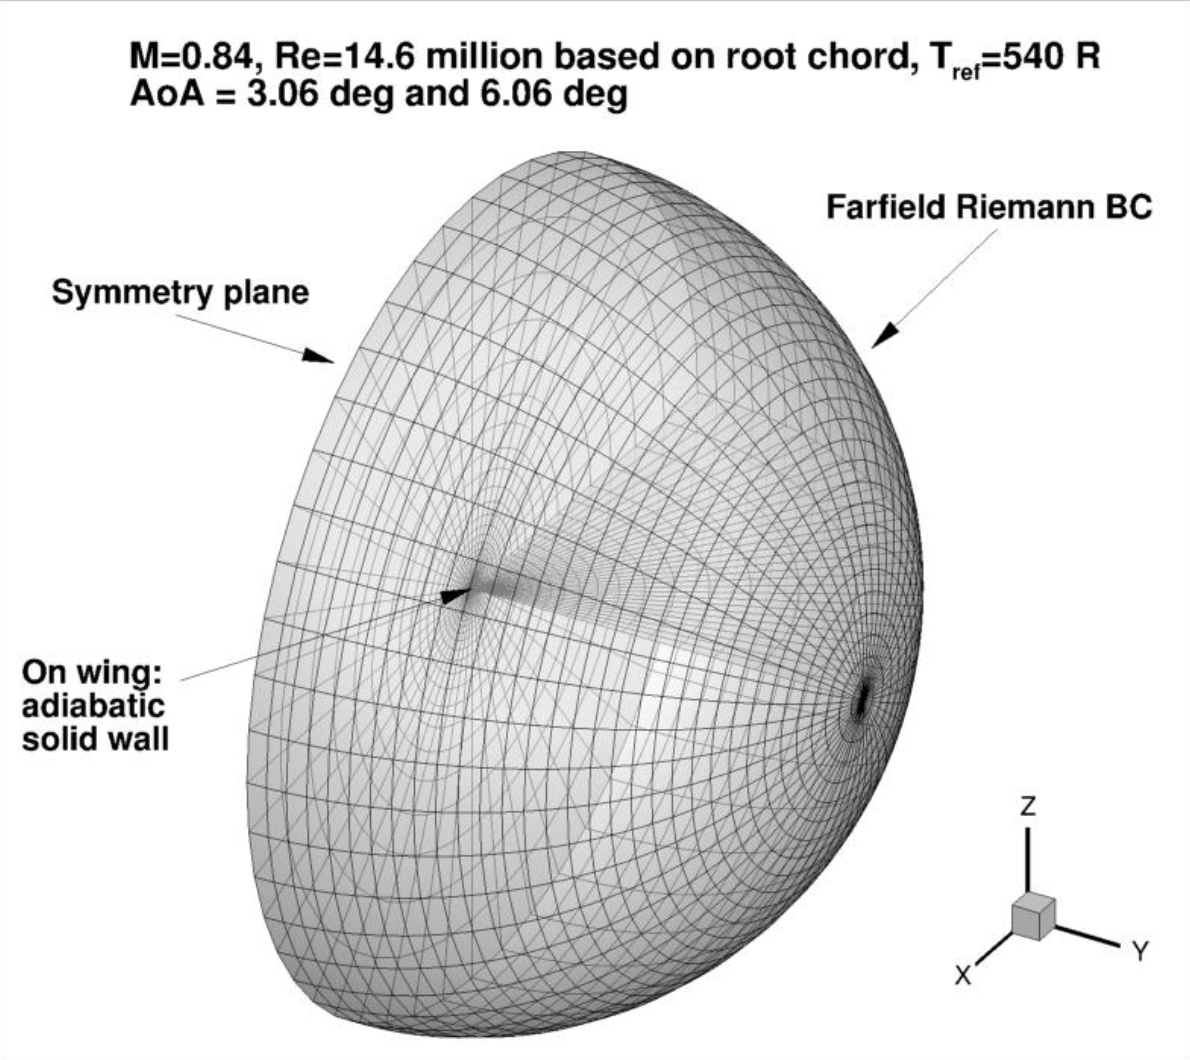 M=0.84, Re=14.6 million based on root chord, Tref=540 R
AoA = 3.06 deg and 6.06 deg
Farfield Riemann BC
Symmetry plane
On wing:
adiabatic
solid wall
Z
Y
X